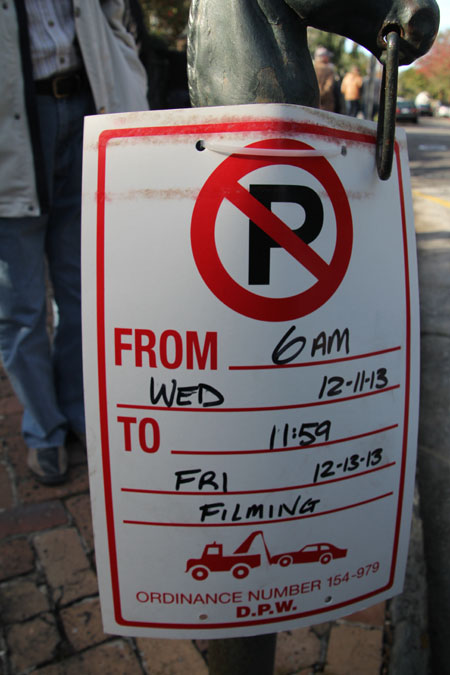 P
FROM 6AM
WED 12-11-13
TO 11:59
FRI 12-13-13
FILMING
ORDINANCE NUMBER 154-979
D.P.W.